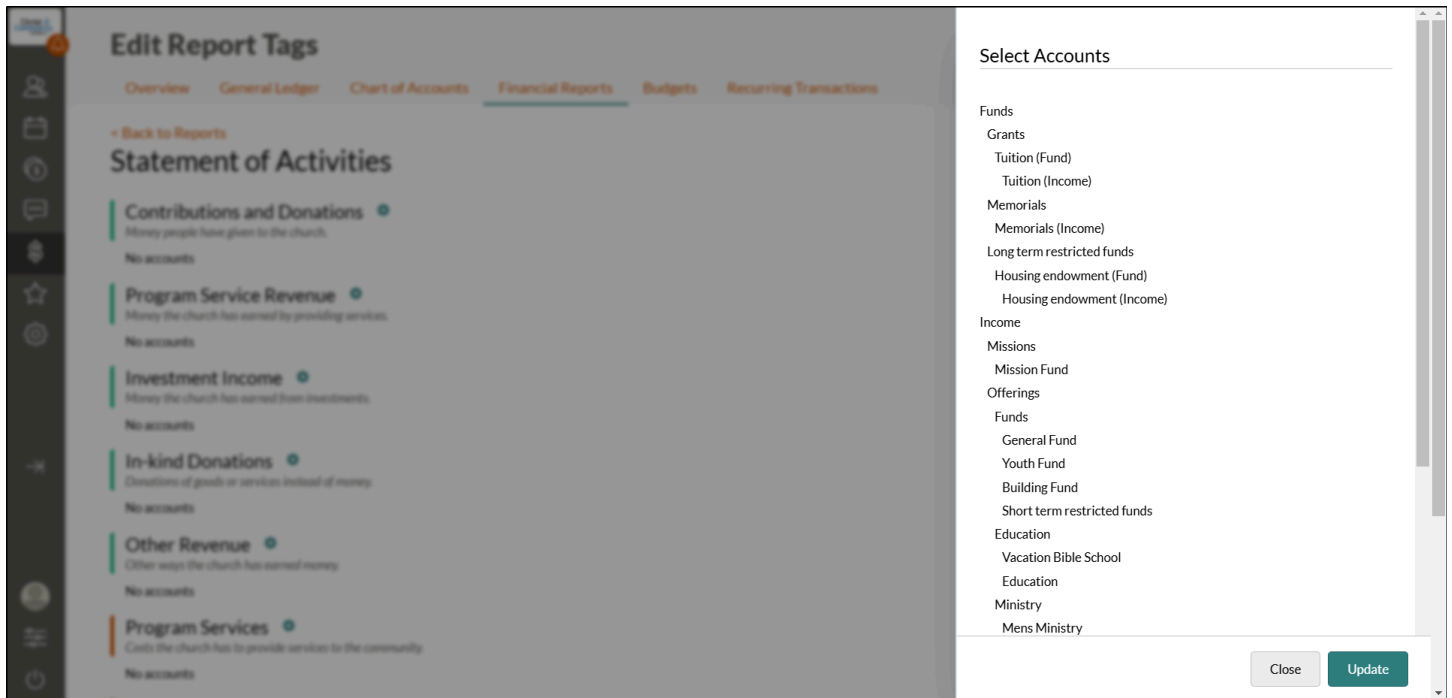 Edit Report Tags
Overview General Ledger Chart of Accounts Financial Reports Budgets Recurring Transactions
< Back to Reports
Statement of Activities
Contributions and Donations
Money people have given to the church.
No accounts
Program Service Revenue
Money the church has earned by providing services.
No accounts
Investment Income
Money the church has earned from investments.
No accounts
In-kind Donations
Donations of goods or services instead of money.
No accounts
Other Revenue
Other ways the church has earned money.
No accounts
Program Services
Costs the church has to provide services to the community.
No accounts
Select Accounts
Funds
Grants
Tuition (Fund)
Tuition (Income)
Memorials
Memorials (Income)
Long term restricted funds
Housing endowment (Fund)
Housing endowment (Income)
Income
Missions
Mission Fund
Offerings
Funds
General Fund
Youth Fund
Building Fund
Short term restricted funds
Education
Vacation Bible School
Education
Ministry
Mens Ministry
Close Update